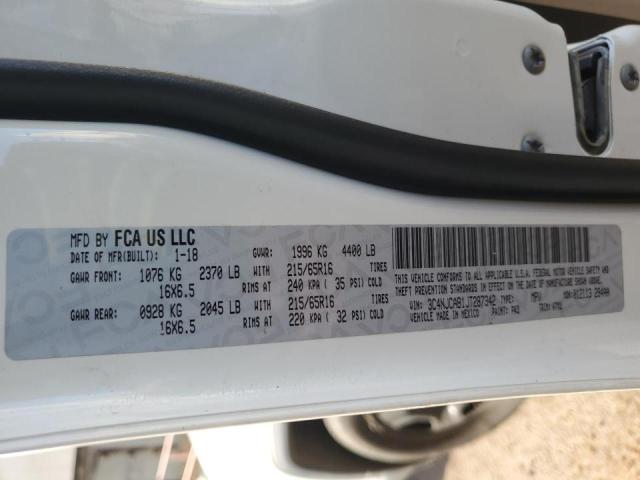 MFD BY FCA US LLC
DATE OF MFR(BUILT): 1-18 GVWR: 1996 KG 4400 LB
GAWR FRONT: 1076 KG 2370 LB WITH 215/65R16 TIRES
16X6.5 RIMS AT 240 KPA ( 35 PSI) COLD
GAWR REAR: 0928 KG 2045 LB WITH 215/65R16 TIRES
16X6.5 RIMS AT 220 KPA ( 32 PSI) COLD
THIS VEHICLE CONFORMS TO ALL APPLICABLE U.S.A. FEDERAL MOTOR VEHICLE SAFETY
AND THEFT PREVENTION STANDARDS IN EFFECT ON THE DATE OF MANUFACTURE SHOWN ABOVE.
VIN: 3C4NJCAB1JT287342 TYPE: MPV MDH:
VEHICLE MADE IN MEXICO PAINT: TRIM: